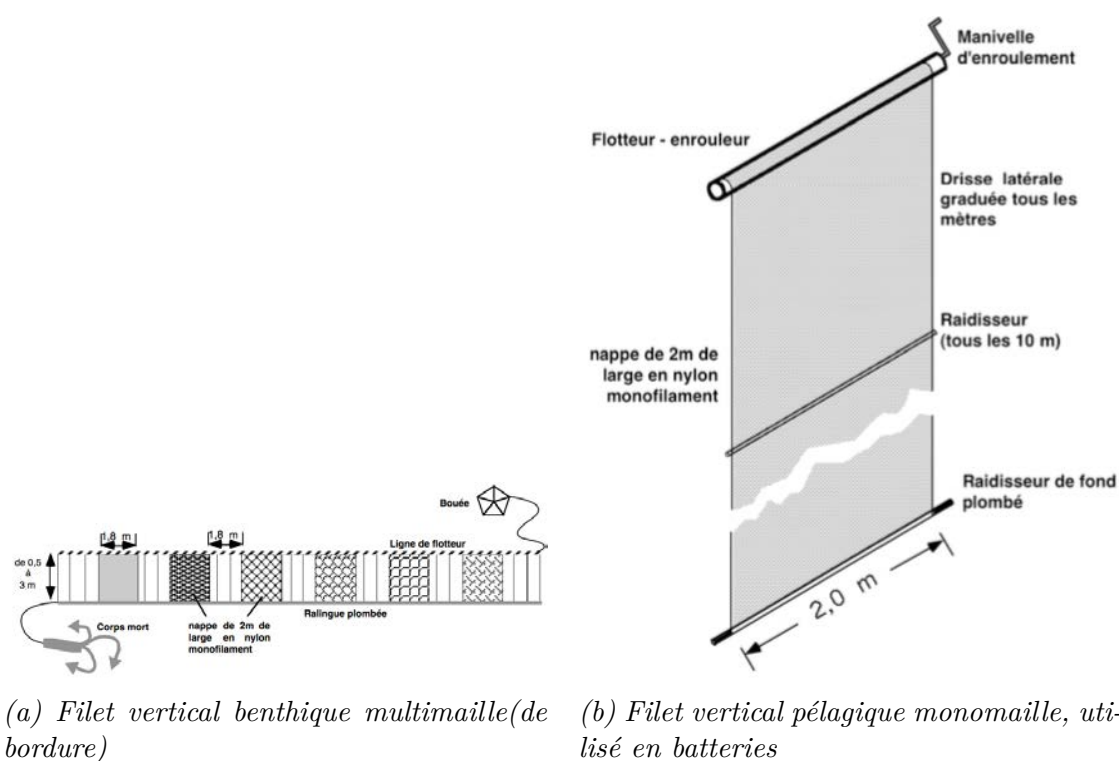 Bouée
1,8 m
1,8 m
Ligne de flotteur
de 0,5
à
3 m
Ralingue plombée
Corps mort
nappe de 2m de
large en nylon
monofilament
(a) Filet vertical benthique multimaille(de
bordure)
Manivelle
d'enroulement
Flotteur - enrouleur
Drisse latérale
graduée tous les
mètres
Raidisseur
(tous les 10 m)
nappe de 2m de
large en nylon
monofilament
Raidisseur de fond
plombé
2,0 m
(b) Filet vertical pélagique monomaille, uti-
lisé en batteries